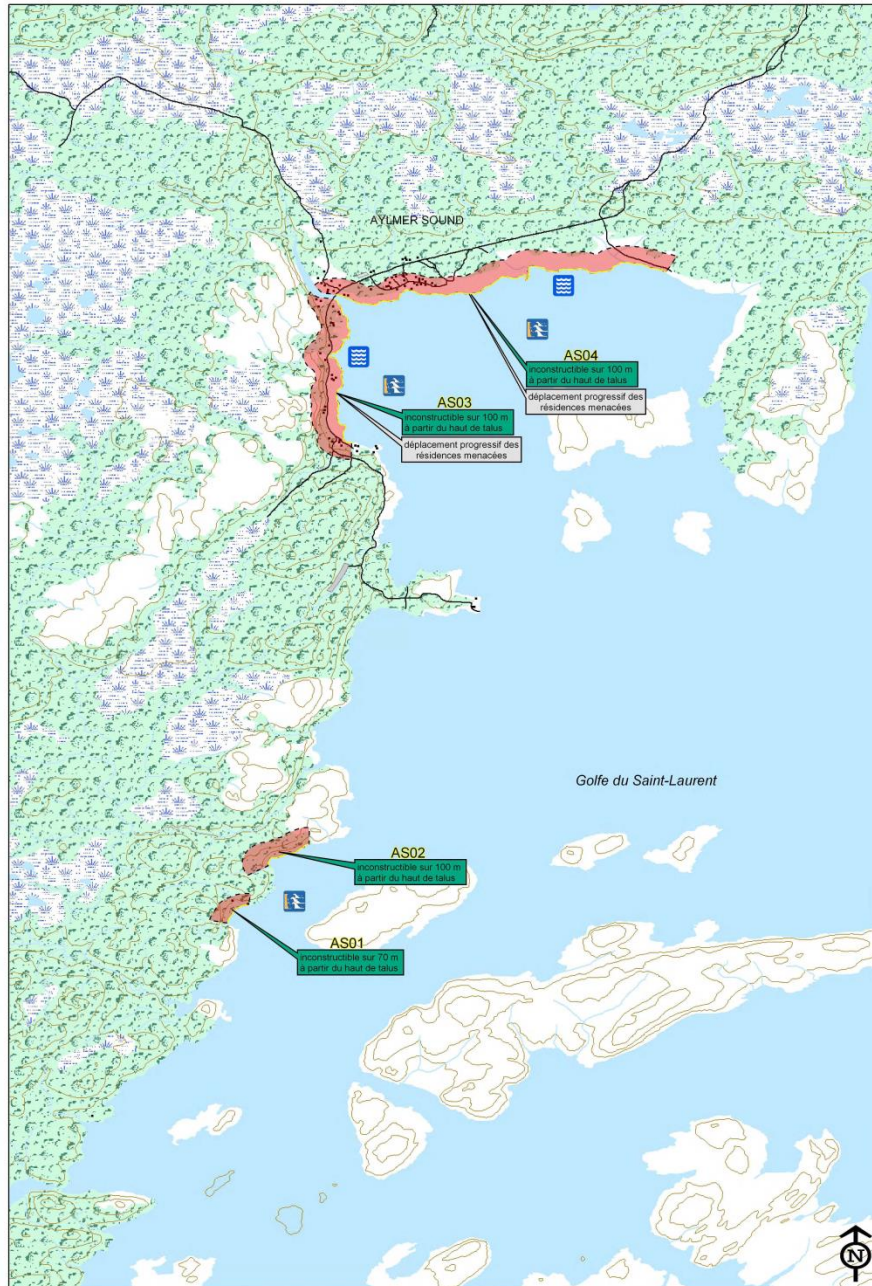 AYLMER SOUND
AS04
inconstructible sur 100 m
à partir du haut de talus
déplacement progressif des
résidences menacées
AS03
inconstructible sur 100 m
à partir du haut de talus
déplacement progressif des
résidences menacées
Golfe du Saint-Laurent
AS02
inconstructible sur 100 m
à partir du haut de talus
AS01
inconstructible sur 70 m
à partir du haut de talus
N